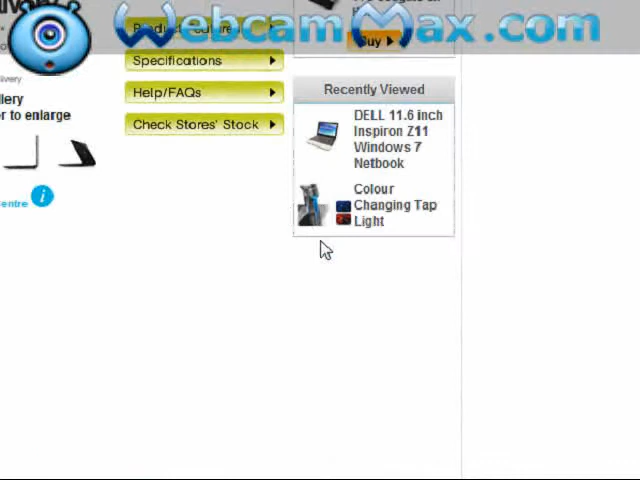 WebcamMax.com
Buy
Specifications
Recently Viewed
Help/FAQs
llery
DELL 11.6 inch
r to enlarge
Inspiron Z11
Check Stores' Stock
Windows 7
Netbook
Colour
entre i
Changing Tap
Light